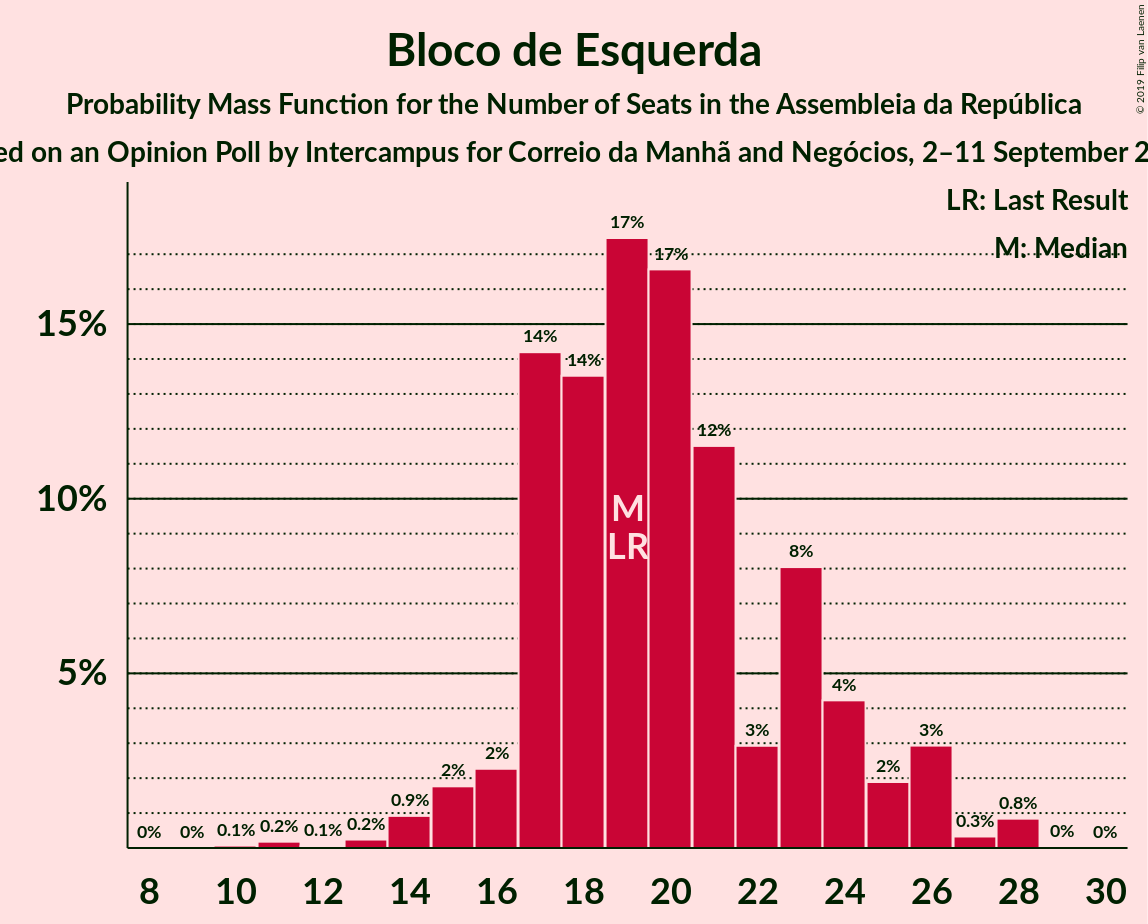 Bloco de Esquerda
Probability Mass Function for the Number of Seats in the Assembleia da República
on an Opinion Poll by Intercampus for Correio da Manhã and Negócios, 2–11 September
© 2019 Filip van Laenen
LR: Last Result
M: Median
15%
10%
5%
0% 0% 0.1% 0.2% 0.1% 0.2% 0.9% 2% 2% 14% 14% 17% 17% 12% 3% 8% 4% 2% 3% 0.3% 0.8% 0% 0%
M
LR
8 10 12 14 16 18 20 22 24 26 28 30